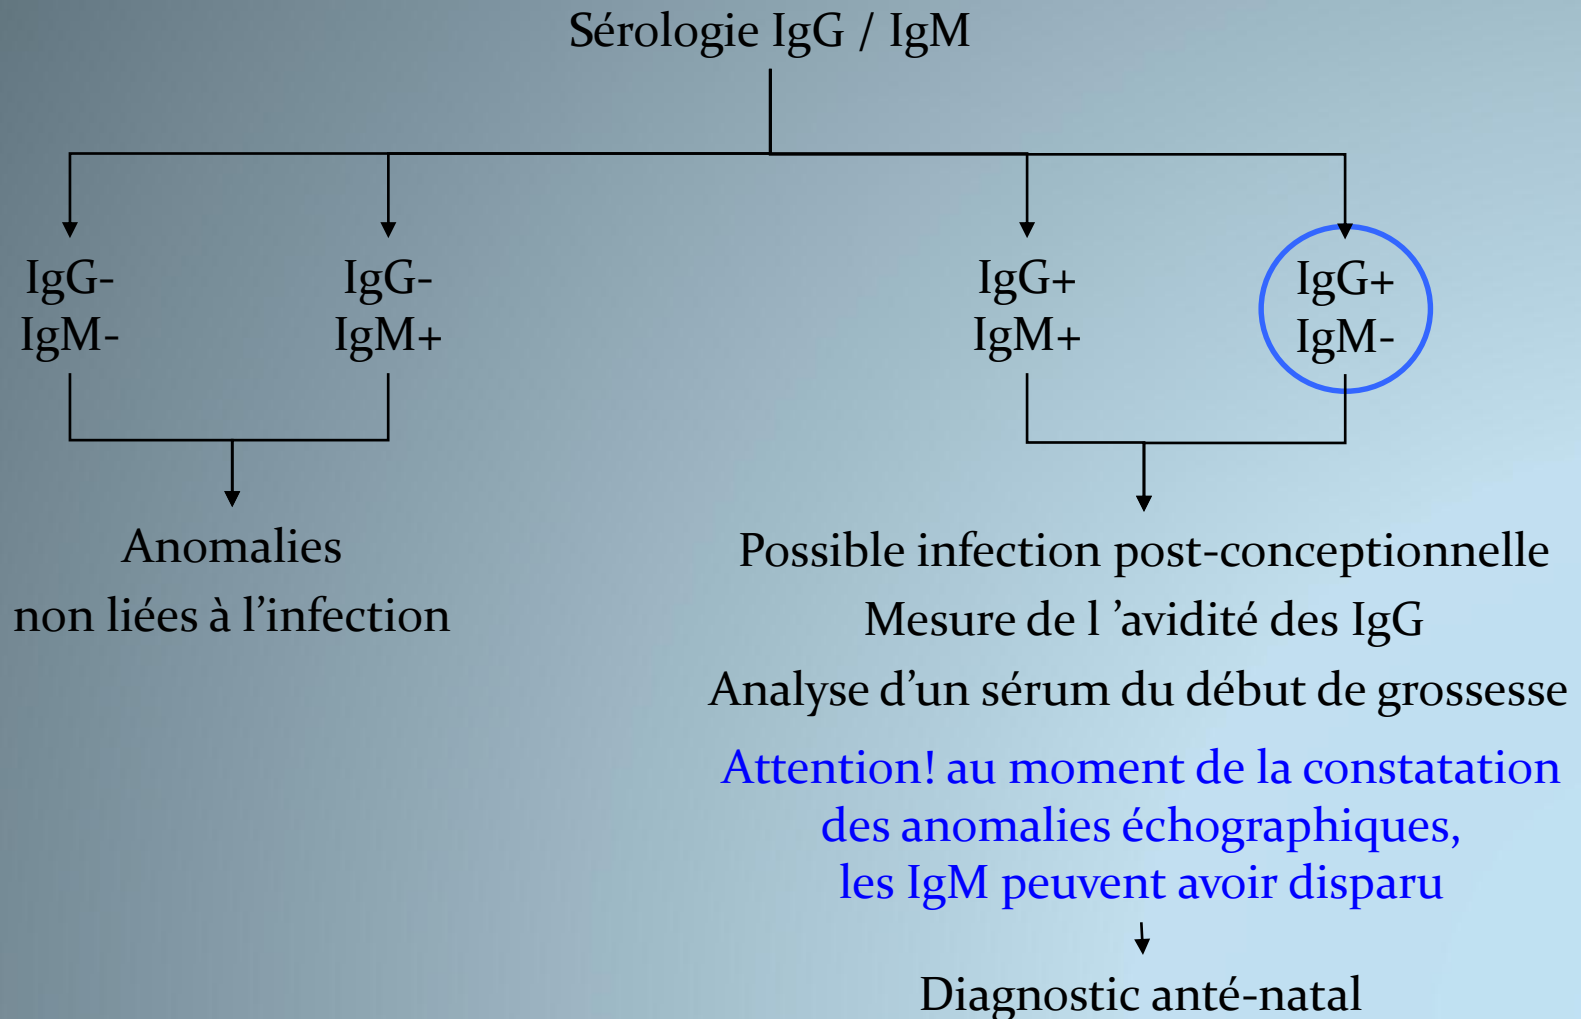 Sérologie IgG / IgM
IgG-
IgM-
IgG-
IgM+
IgG+
IgM+
IgG+
IgM-
Anomalies
non liées à l'infection
Possible infection post-conceptionnelle
Mesure de l 'avidité des IgG
Analyse d'un sérum du début de grossesse
Attention! au moment de la constatation
des anomalies échographiques,
les IgM peuvent avoir disparu
Diagnostic anté-natal